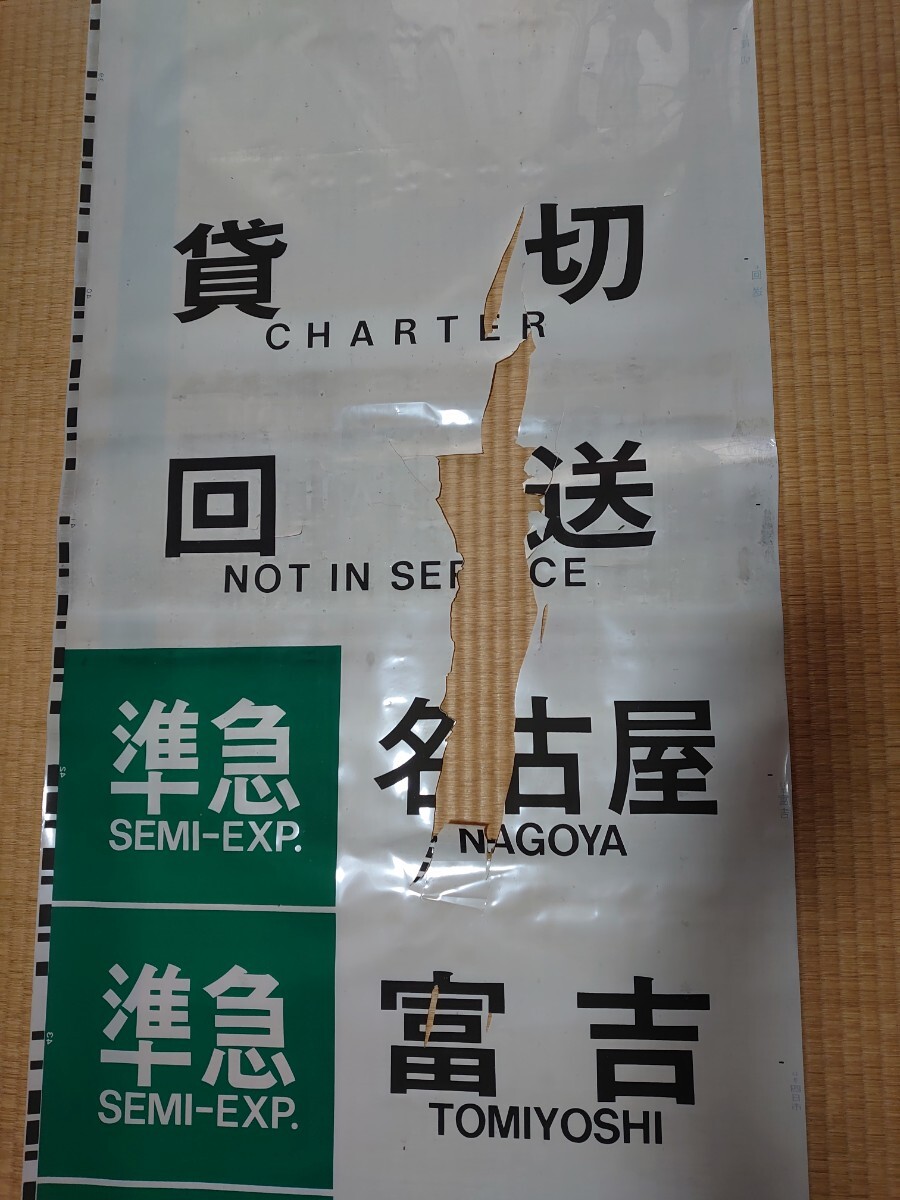 貸切
CHARTER
回送
NOT IN SER CE
準急 名古屋
SEMI-EXP. NAGOYA
準急 富吉
SEMI-EXP. TOMIYOSHI
43